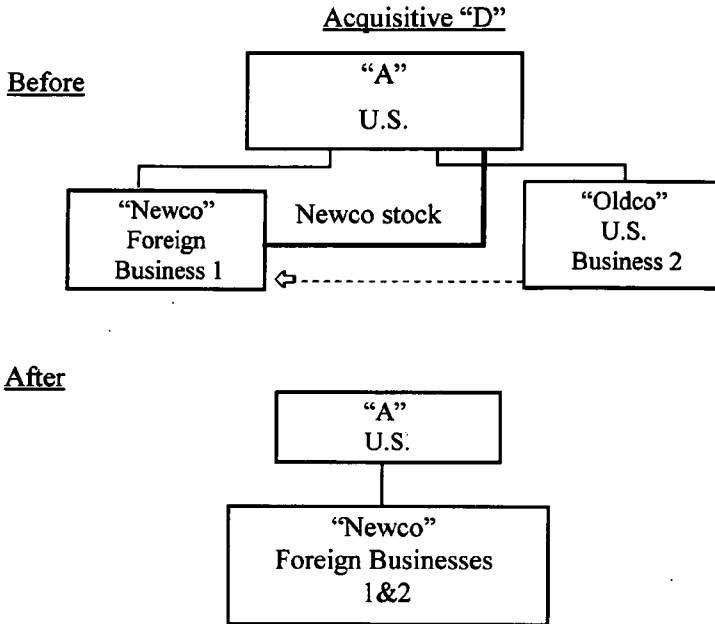 Acquisitive “D”
Before
“A”
U.S.
“Newco”
Foreign
Business 1
Newco stock
“Oldco”
U.S.
Business 2
After
“A”
U.S.
“Newco”
Foreign Businesses
1&2